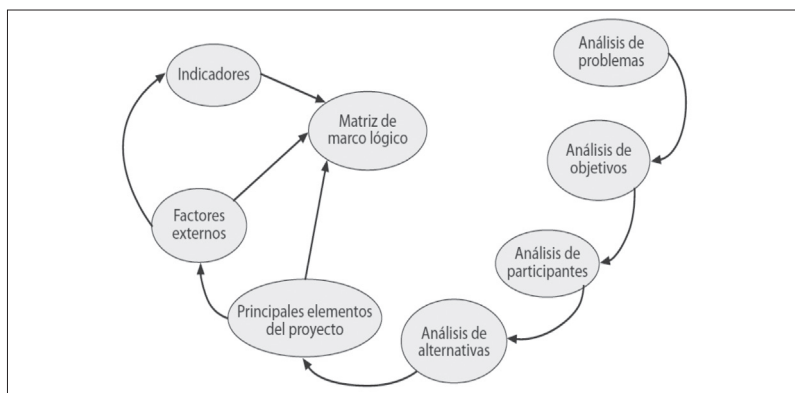 Análisis de
problemas
Indicadores
Matriz de
marco lógico
Análisis de
objetivos
Factores
externos
Análisis de
participantes
Principales elementos
del proyecto
Análisis de
alternativas